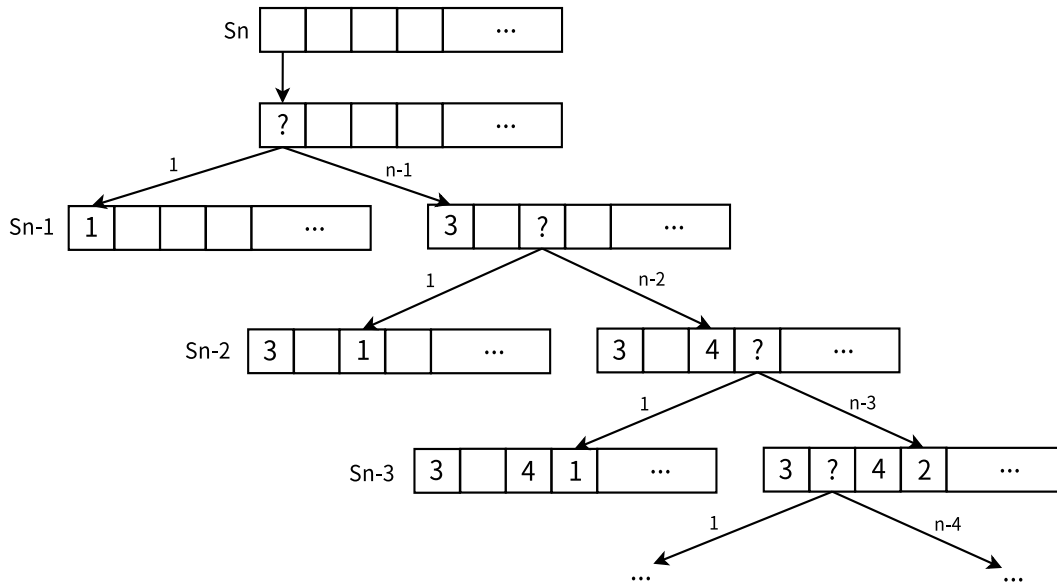 Sn ...
? ...
1 n-1
Sn-1 1 ... 3 ? ...
1 n-2
Sn-2 3 1 ... 3 4 ? ...
1 n-3
Sn-3 3 4 1 ... 3 ? 4 2 ...
1 n-4
... ...